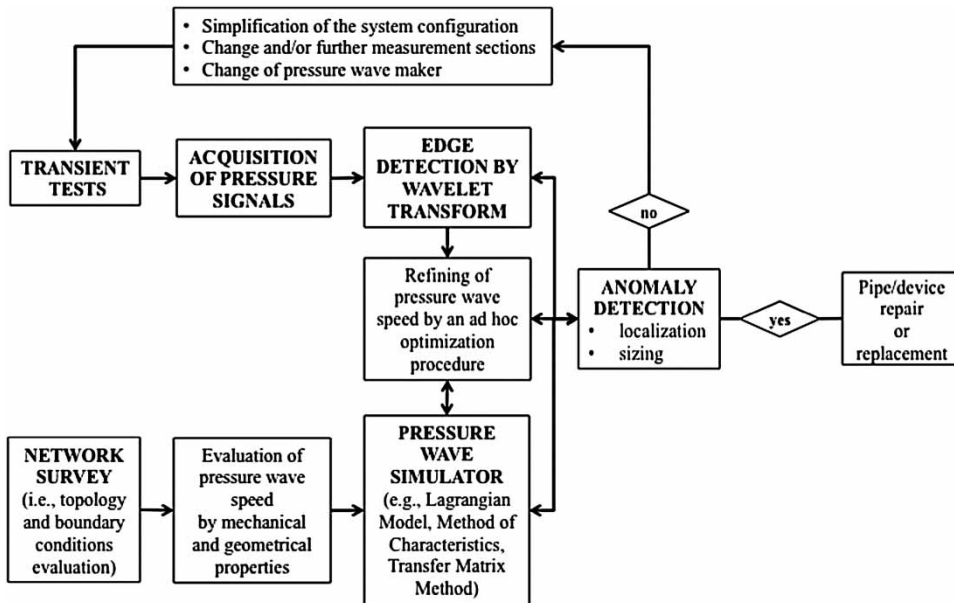 • Simplification of the system configuration
• Change and/or further measurement sections
• Change of pressure wave maker
TRANSIENT
TESTS
ACQUISITION
OF PRESSURE
SIGNALS
EDGE
DETECTION BY
WAVELET
TRANSFORM
no
Refining of
pressure wave
speed by an ad hoc
optimization
procedure
ANOMALY
DETECTION
• localization
• sizing
yes
Pipe/device
repair
or
replacement
NETWORK
SURVEY
(i.e., topology
and boundary
conditions
evaluation)
Evaluation of
pressure wave
speed
by mechanical
and geometrical
properties
PRESSURE
WAVE
SIMULATOR
(e.g., Lagrangian
Model, Method of
Characteristics,
Transfer Matrix
Method)